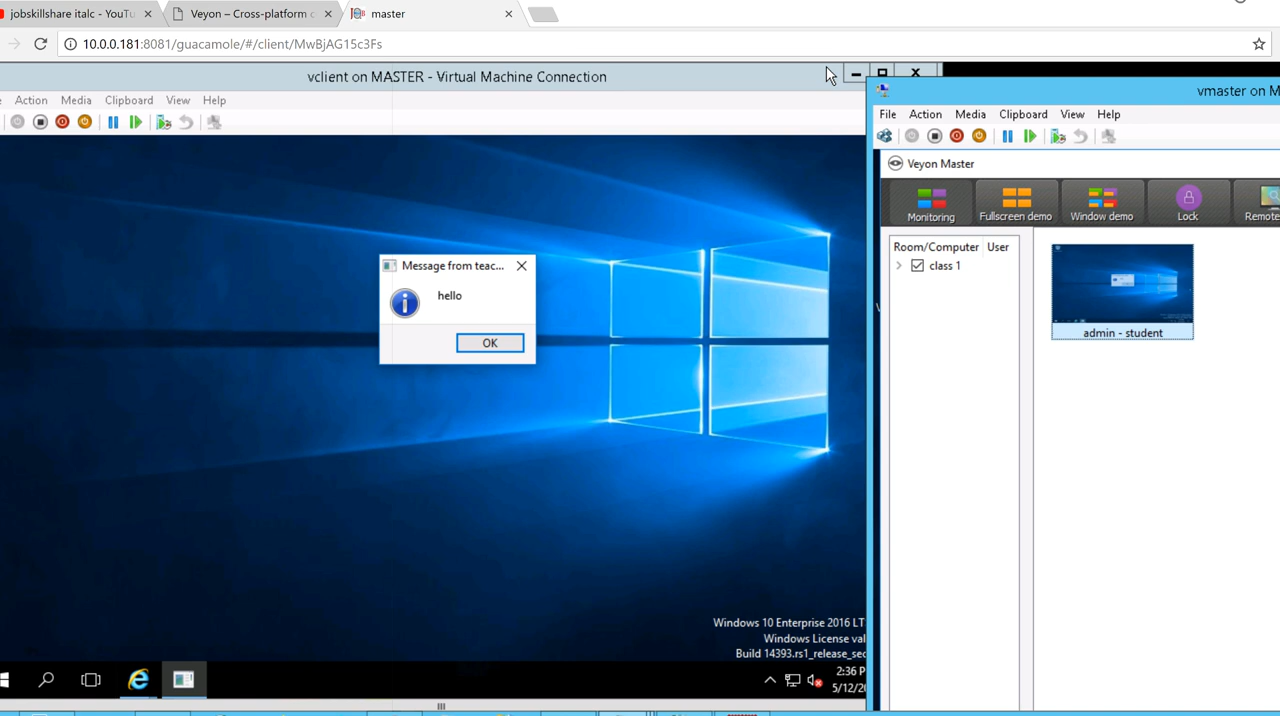 jobskillshare italc - YouTu
Veyon – Cross-platform c
master
10.0.0.181:8081/guacamole/#/client/MwBjAG15c3Fs
vclient on MASTER - Virtual Machine Connection
Action Media Clipboard View Help
vmaster on M
File Action Media Clipboard View Help
Veyon Master
Monitoring Fullscreen demo Window demo Lock Remote
Room/Computer User
class 1
admin - student
Message from teac...
hello
OK
Windows 10 Enterprise 2016 LT
Windows License val
Build 14393.rs1_release_sec
2:36 P
5/12/20